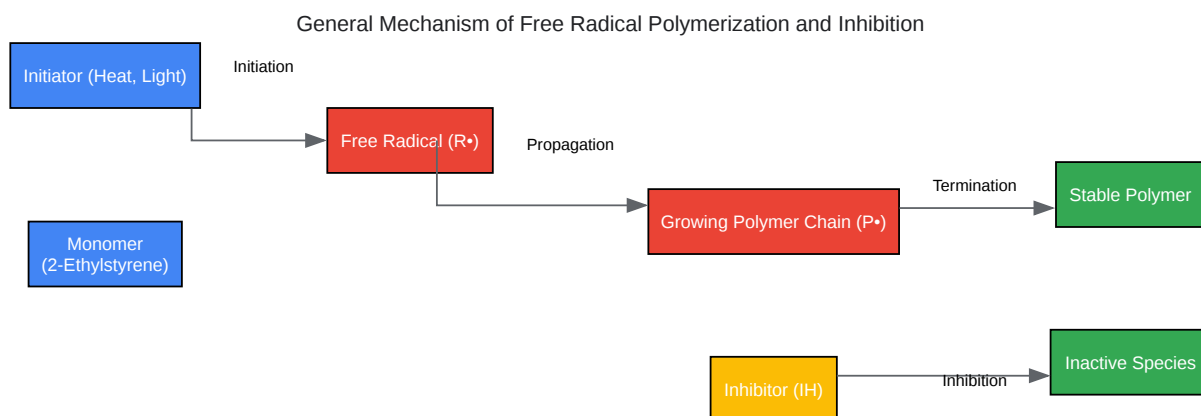 General Mechanism of Free Radical Polymerization and Inhibition
Initiator (Heat, Light)
Initiation
Free Radical (R•)
Propagation
Growing Polymer Chain (P•)
Termination
Stable Polymer
Monomer
(2-Ethylstyrene)
Inhibitor (IH)
Inhibition
Inactive Species